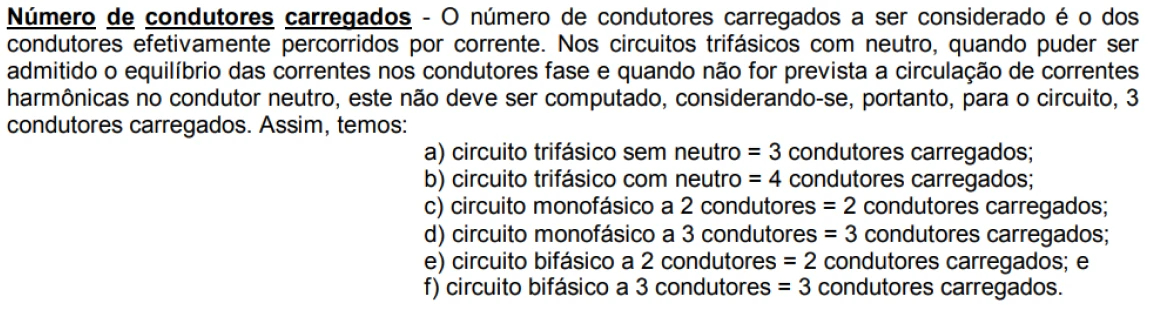 Número de condutores carregados - O número de condutores carregados a ser considerado é o dos
condutores efetivamente percorridos por corrente. Nos circuitos trifásicos com neutro, quando puder ser
admitido o equilíbrio das correntes nos condutores fase e quando não for prevista a circulação de correntes
harmônicas no condutor neutro, este não deve ser computado, considerando-se, portanto, para o circuito, 3
condutores carregados. Assim, temos:
a) circuito trifásico sem neutro = 3 condutores carregados;
b) circuito trifásico com neutro = 4 condutores carregados;
c) circuito monofásico a 2 condutores = 2 condutores carregados;
d) circuito monofásico a 3 condutores = 3 condutores carregados;
e) circuito bifásico a 2 condutores = 2 condutores carregados; e
f) circuito bifásico a 3 condutores = 3 condutores carregados.